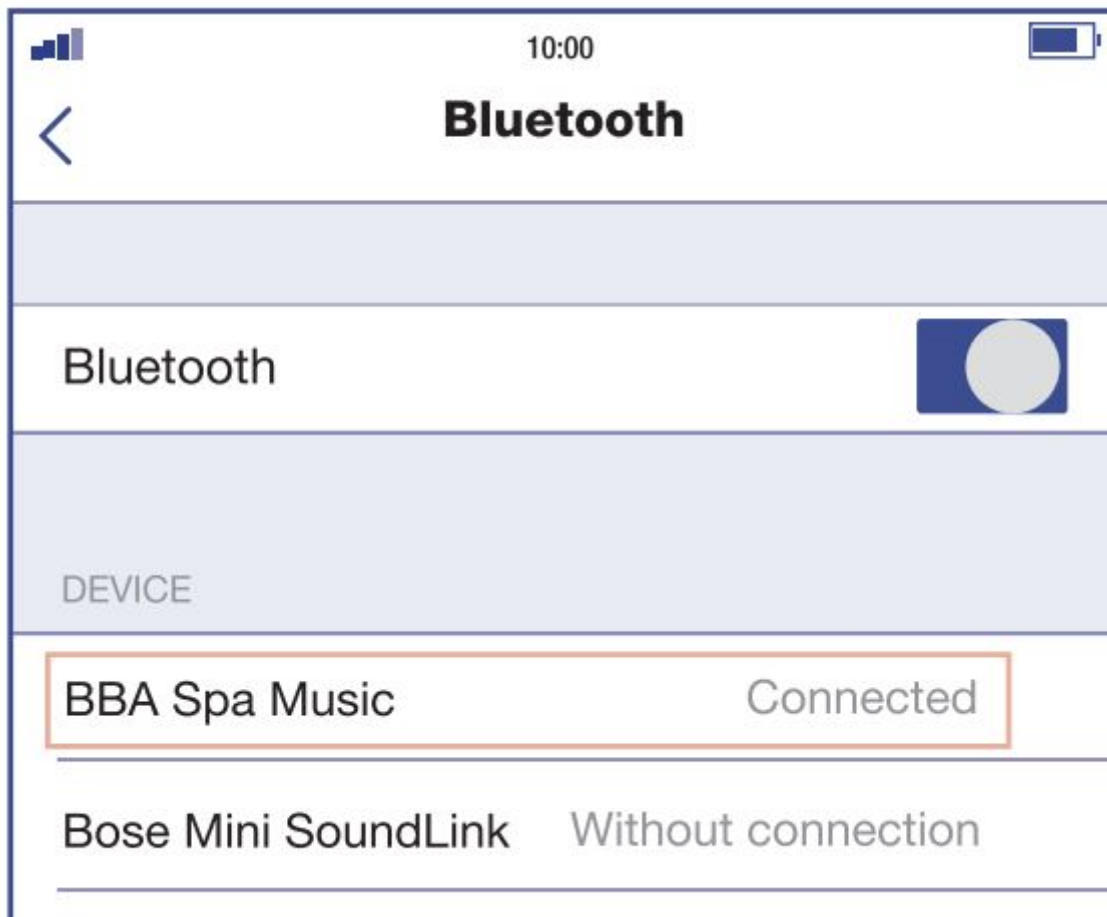 10:00
Bluetooth
Bluetooth
DEVICE
BBA Spa Music Connected
Bose Mini SoundLink Without connection